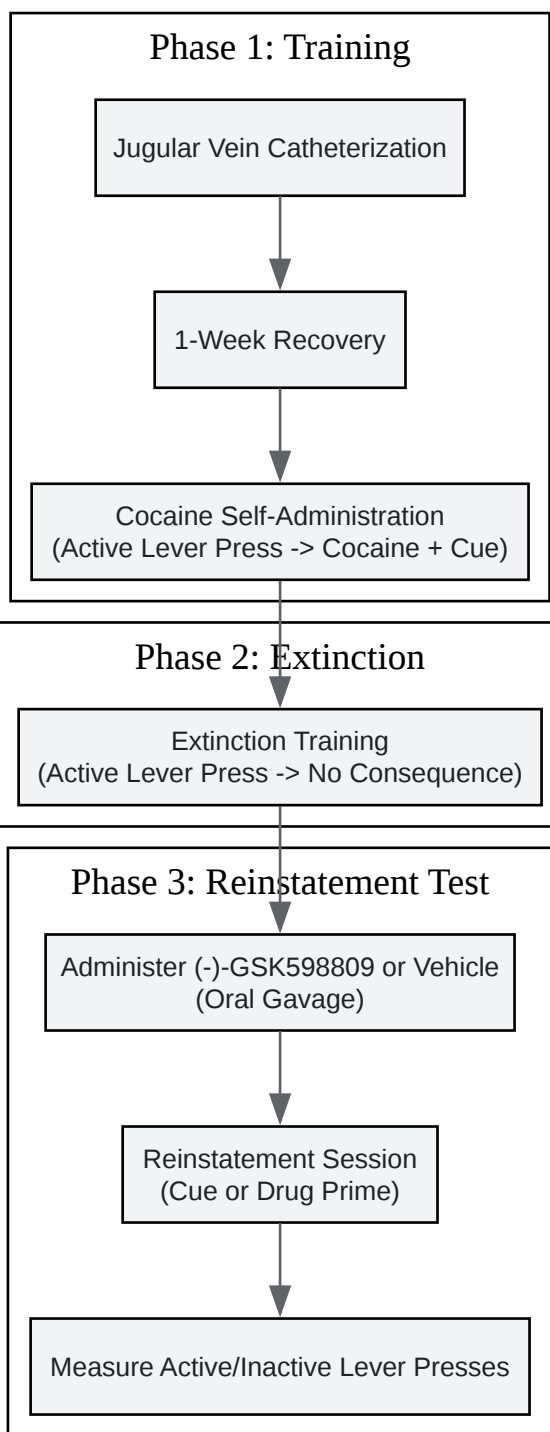 Phase 1: Training
Jugular Vein Catheterization
1-Week Recovery
Cocaine Self-Administration
(Active Lever Press -> Cocaine + Cue)
Phase 2: Extinction
Extinction Training
(Active Lever Press -> No Consequence)
Phase 3: Reinstatement Test
Administer (-)-GSK598809 or Vehicle
(Oral Gavage)
Reinstatement Session
(Cue or Drug Prime)
Measure Active/Inactive Lever Presses